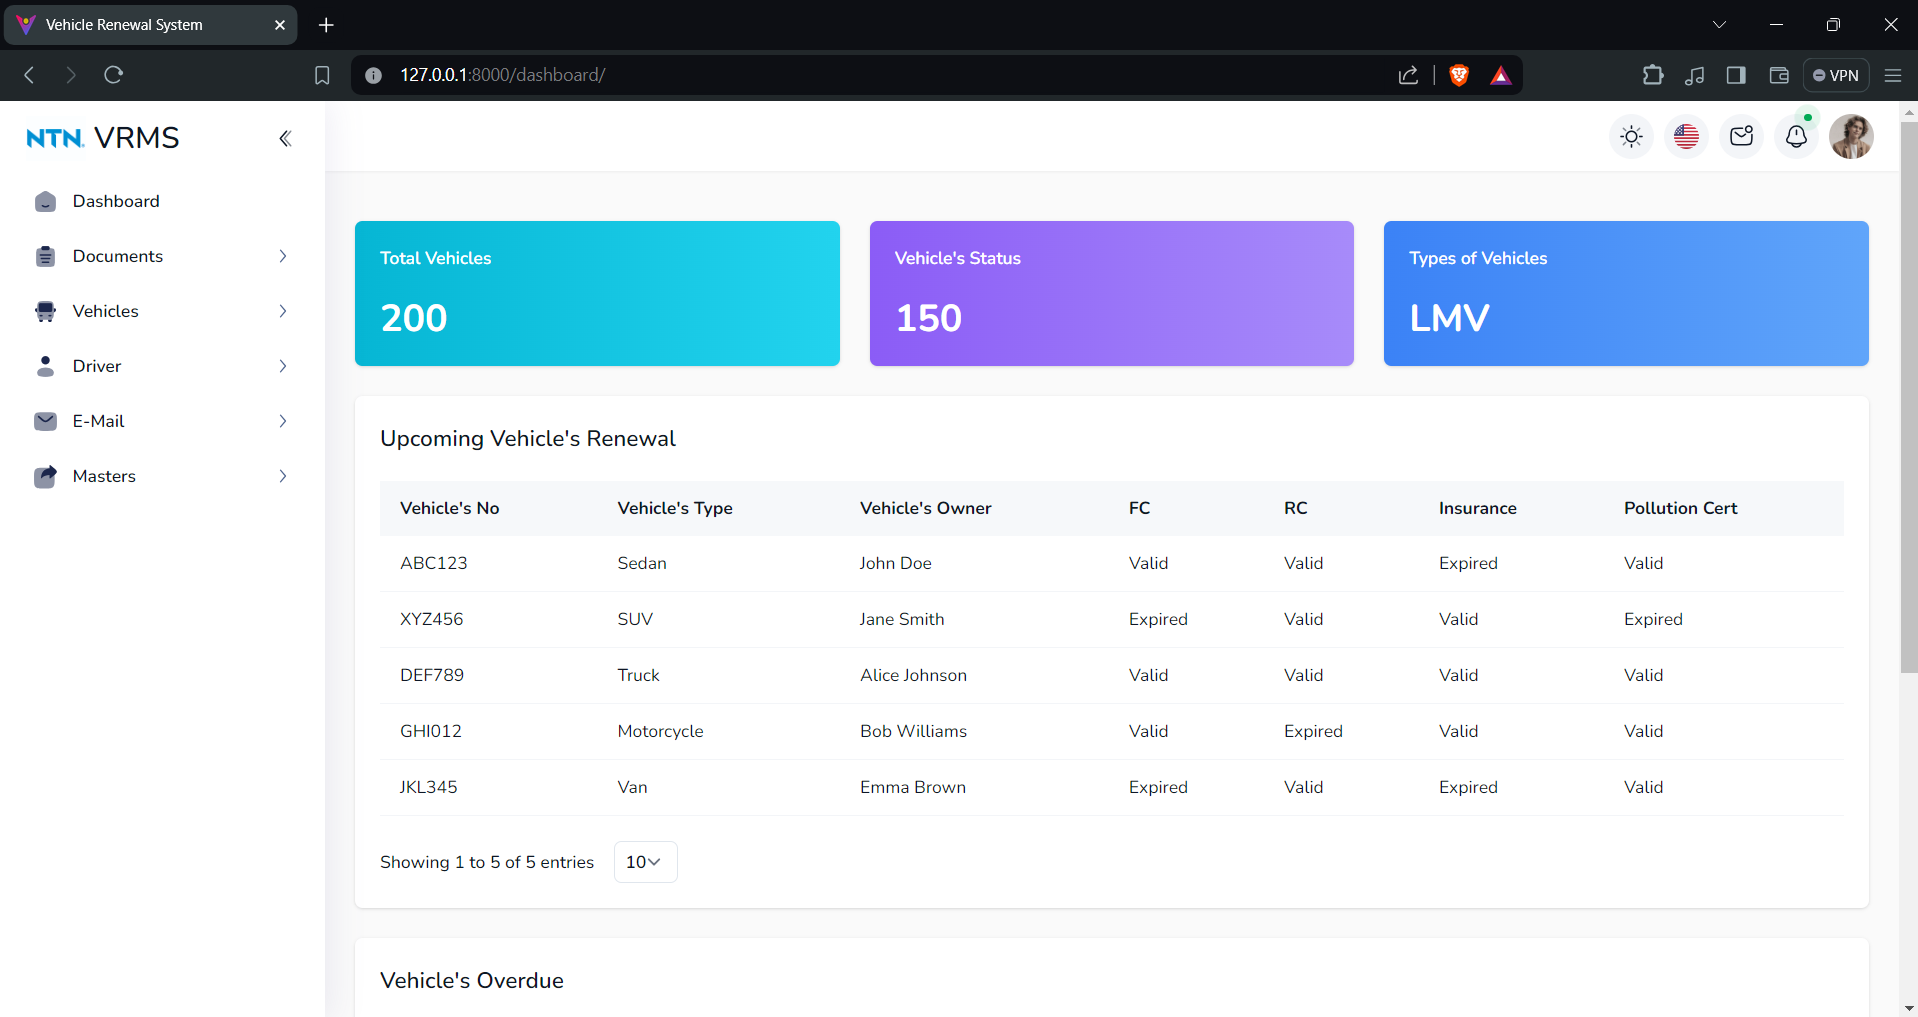 Vehicle Renewal System
127.0.0.1:8000/dashboard/
VPN
NTN. VRMS
Dashboard
Documents
Vehicles
Driver
E-Mail
Masters
Total Vehicles
200
Vehicle's Status
150
Types of Vehicles
LMV
Upcoming Vehicle's Renewal
Vehicle's No Vehicle's Type Vehicle's Owner FC RC Insurance Pollution Cert
ABC123 Sedan John Doe Valid Valid Expired Valid
XYZ456 SUV Jane Smith Expired Valid Valid Expired
DEF789 Truck Alice Johnson Valid Valid Valid Valid
GHI012 Motorcycle Bob Williams Valid Expired Valid Valid
JKL345 Van Emma Brown Expired Valid Expired Valid
Showing 1 to 5 of 5 entries 10
Vehicle's Overdue